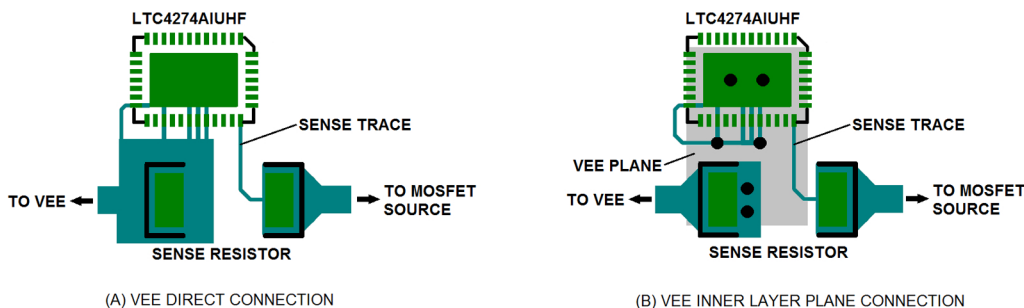 LTC4274AIUHF
SENSE TRACE
TO VEE
TO MOSFET
SOURCE
SENSE RESISTOR
(A) VEE DIRECT CONNECTION
LTC4274AIUHF
SENSE TRACE
VEE PLANE
TO VEE
TO MOSFET
SOURCE
SENSE RESISTOR
(B) VEE INNER LAYER PLANE CONNECTION